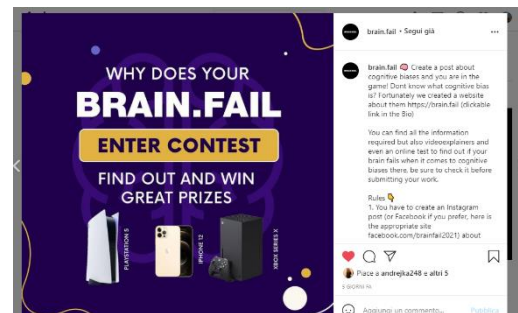 WHY DOES YOUR
BRAIN.FAIL
ENTER CONTEST
FIND OUT AND WIN
GREAT PRIZES
PLAYSTATION 5
IPHONE 12
XBOX SERIES X
brain.fail • Segui già
brain.fail Create a post about
cognitive biases and you are in the
game! Dont know what cognitive bias
is? Fortunately we created a website
about them https://brain.fail (clickable
link in the Bio)
You can find all the information
required but also videoexplainers and
even an online test to find out if your
brain fails when it comes to cognitive
biases there, be sure to check it before
submitting your work.
Rules
1. You have to create an Instagram
post (or Facebook if you prefer, here is
the appropriate site
facebook.com/brainfail2021) about
Piace a andrejka248 e altri 5
5 GIORNI FA
Aggiungi un commento...
Pubblica